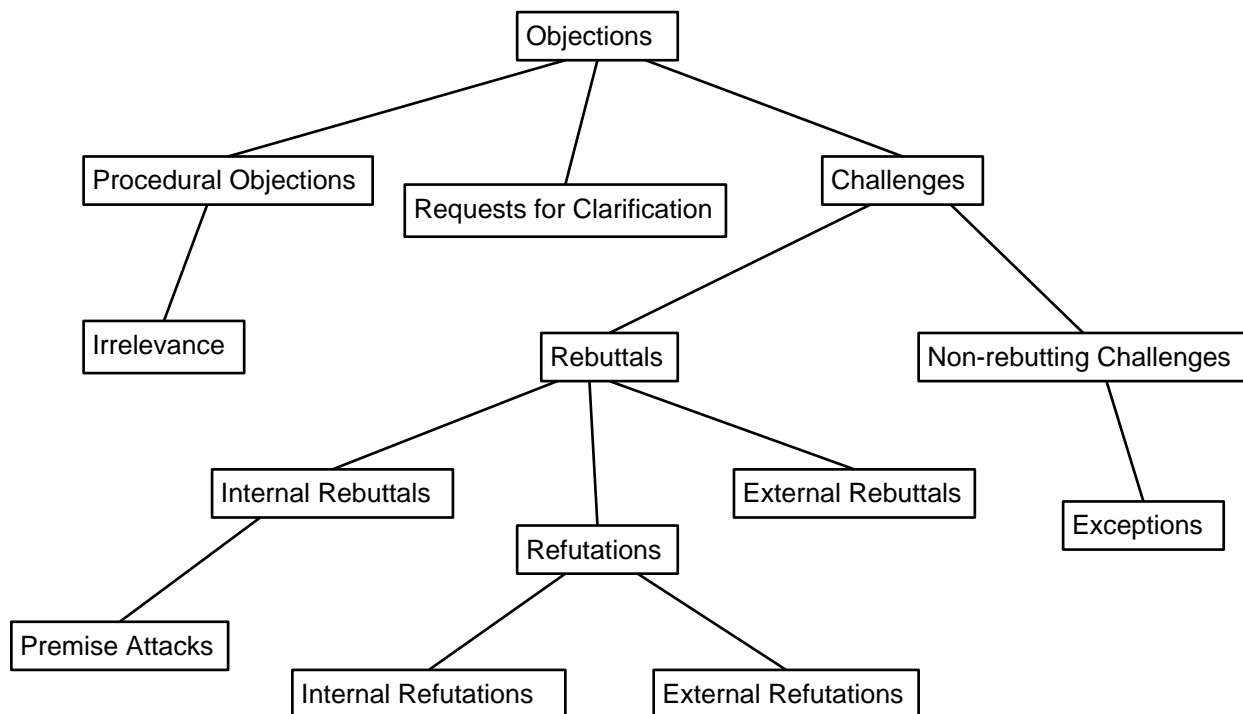 Objections
Procedural Objections
Requests for Clarification
Challenges
Irrelevance
Rebuttals
Non-rebutting Challenges
Internal Rebuttals
External Rebuttals
Exceptions
Refutations
Premise Attacks
Internal Refutations
External Refutations